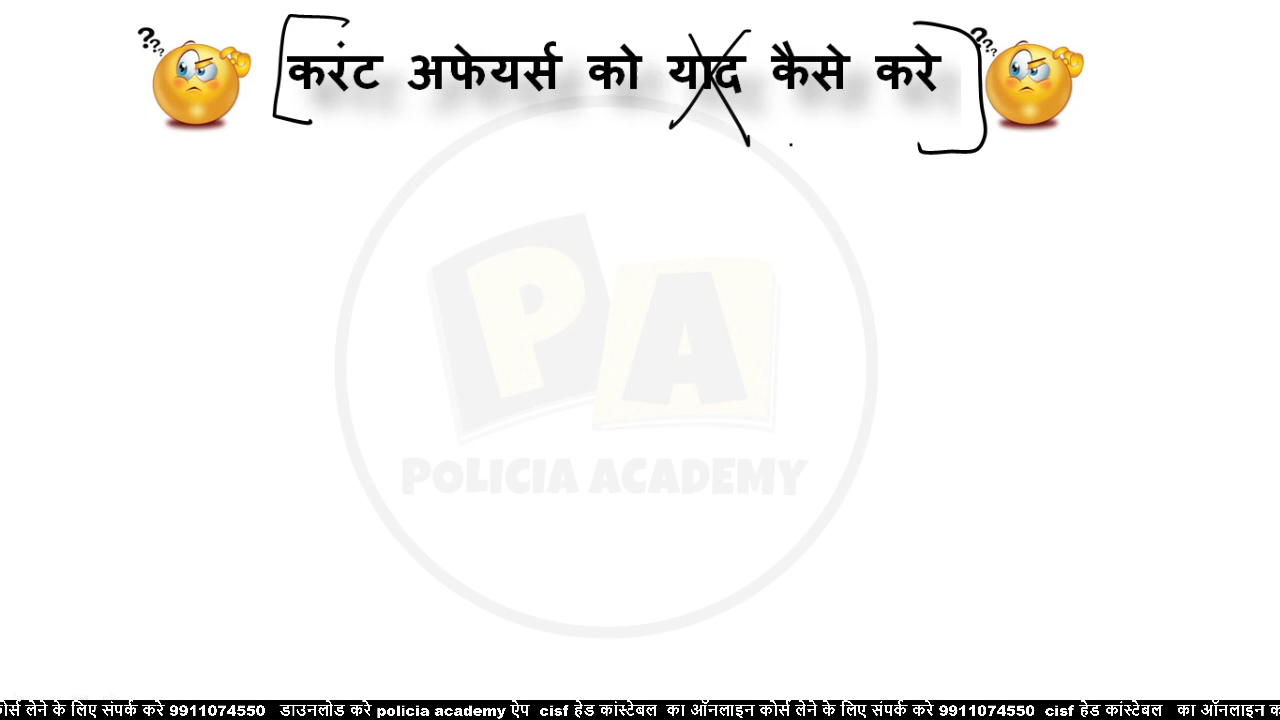 ??? करंट अफेयर्स को याद कैसे करे ???
PA
POLICIA ACADEMY
कोर्स लेने के लिए संपर्क करे 9911074550 डाउनलोड करे policia academy ऐप cisf हेड कांस्टेबल का ऑनलाइन कोर्स लेने के लिए संपर्क करे 9911074550 cisf हेड कांस्टेबल का ऑनलाइन